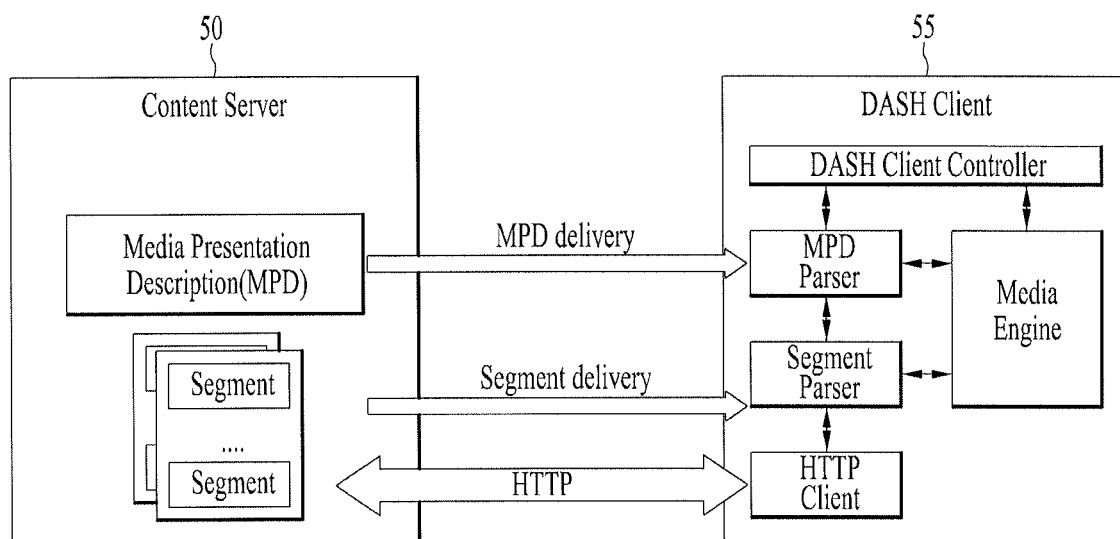 50
55
Content Server
DASH Client
DASH Client Controller
Media Presentation
Description(MPD)
MPD delivery
MPD
Parser
Media
Engine
Segment
....
Segment
Segment delivery
Segment
Parser
HTTP
HTTP
Client